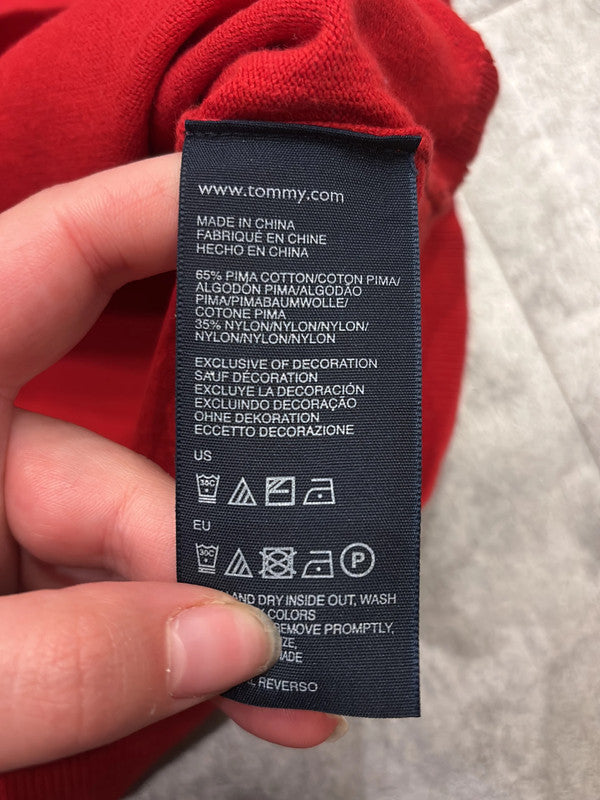 www.tommy.com
MADE IN CHINA
FABRIQUÉ EN CHINE
HECHO EN CHINA
65% PIMA COTTON/COTON PIMA/
ALGODÓN PIMA/ALGODÃO
PIMA/PIMABAUMWOLLE/
COTONE PIMA
35% NYLON/NYLON/NYLON/
NYLON/NYLON/NYLON
EXCLUSIVE OF DECORATION
SAUF DÉCORATION
EXCLUYE LA DECORACIÓN
EXCLUINDO DECORAÇÃO
OHNE DEKORATION
ECCETTO DECORAZIONE
US
30C
EU
30C
P
AND DRY INSIDE OUT, WASH
COLORS
REMOVE PROMPTLY,
REVERSO